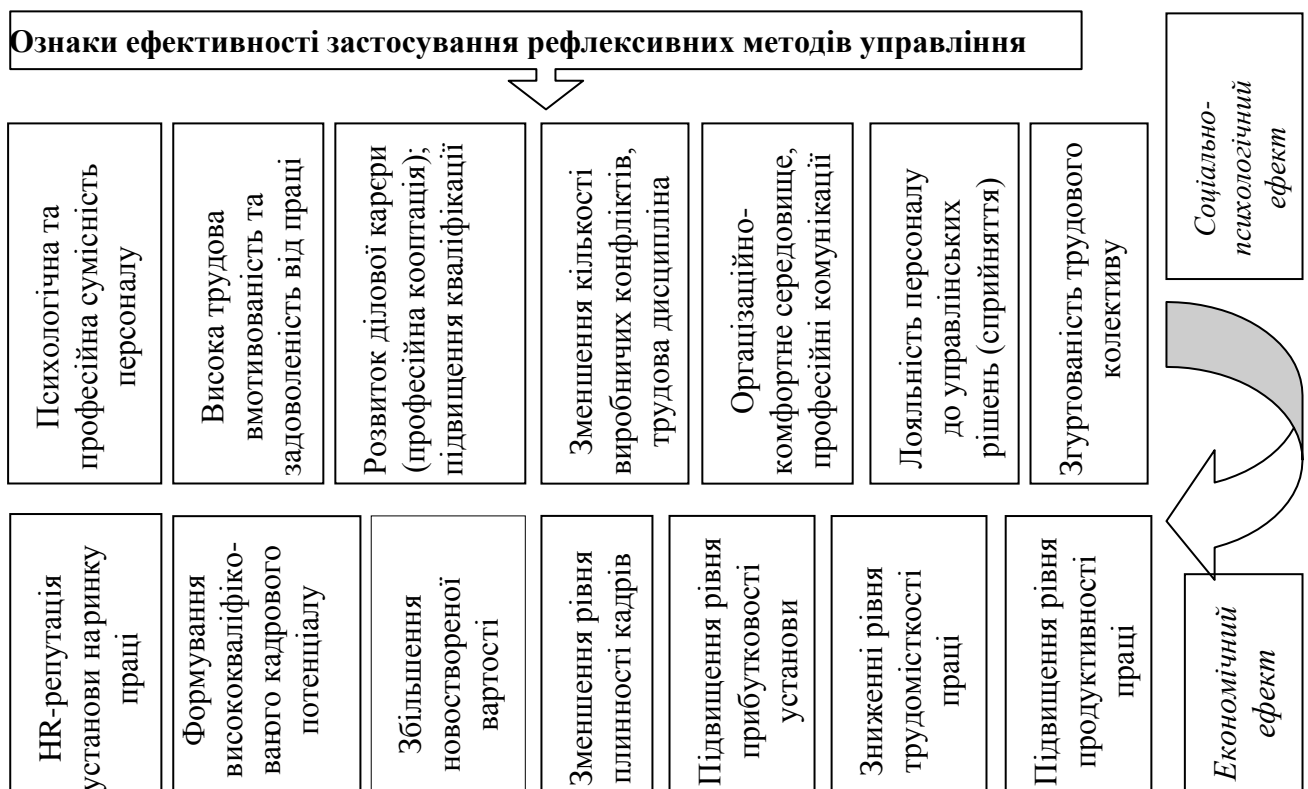 Ознаки ефективності застосування рефлексивних методів управління
Психологічна та
професійна сумісність
персоналу
Висока трудова
вмотивованість та
задоволеність від праці
Розвиток ділової карєри
(професійна кооптація);
підвищення кваліфікації
Зменшення кількості
виробничих конфліктів,
трудова дисципліна
Оргацізаційно-
комфортне середовище,
професійні комунікації
Лояльність персоналу
до управлінських
рішень (сприйняття)
Згуртованість трудового
колективу
Соціально-
психологічний
ефект
HR-репутація
установи наринку
праці
Формування
висококваліфіко-
ваного кадрового
потенціалу
Збільшення
новоствореної
вартості
Зменшення рівня
плинності кадрів
Підвищення рівня
прибутковості
установи
Зниженні рівня
трудомісткості
праці
Підвищення рівня
продуктивності
праці
Економічний
ефект